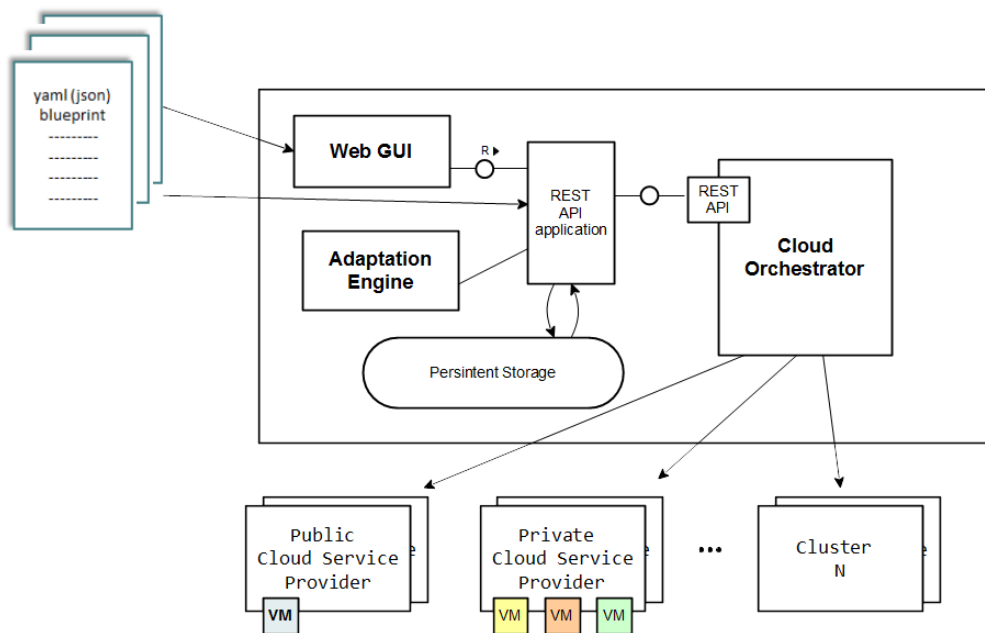 yaml (json)
blueprint
---------
---------
---------
---------
Web GUI
R
REST
API
application
REST
API
Cloud
Orchestrator
Adaptation
Engine
Persintent Storage
Public
Cloud Service
Provider
e
VM
Private
Cloud Service
Provider
e
VM
VM
VM
...
Cluster
N
e